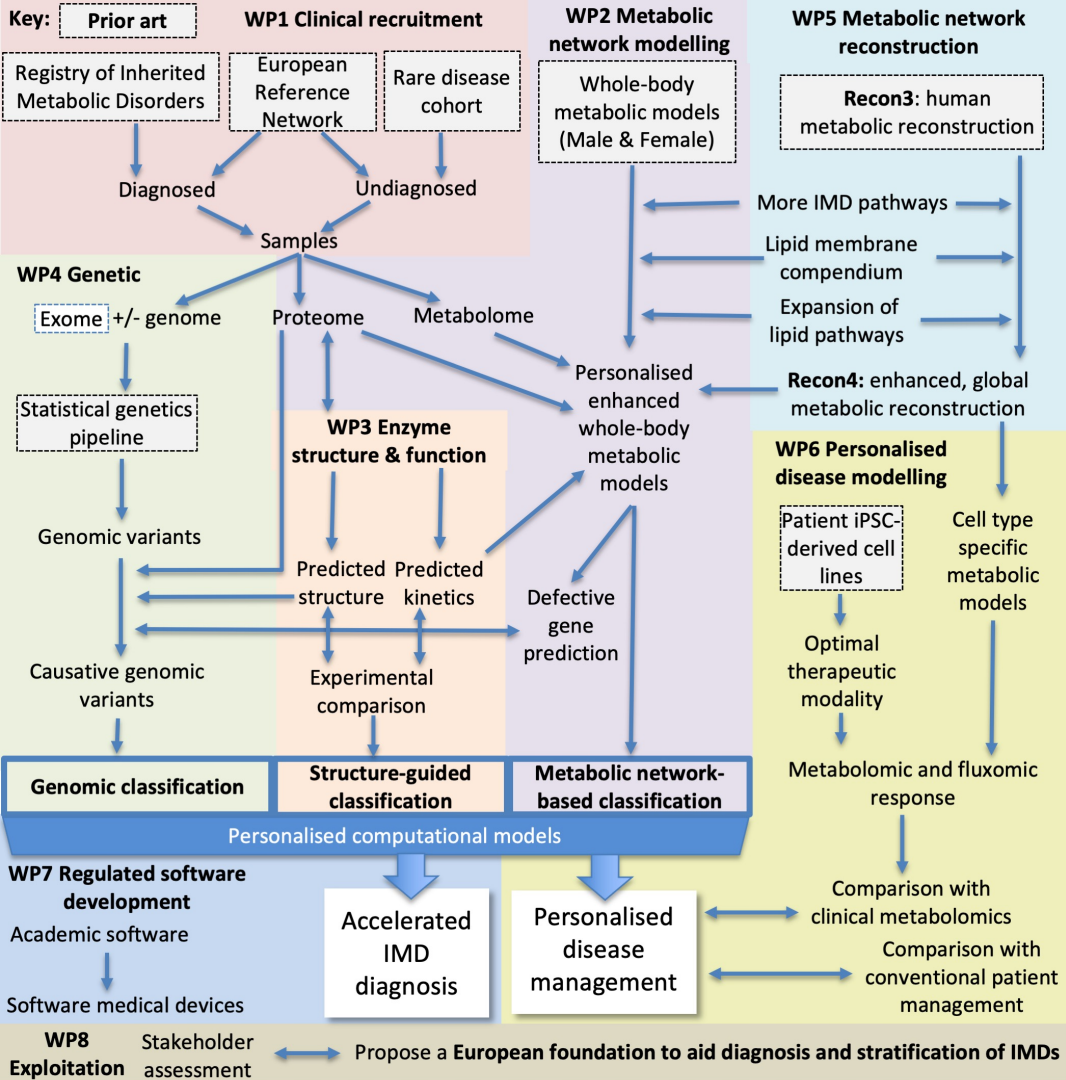 Key:
Prior art
WP1 Clinical recruitment
Registry of Inherited
Metabolic Disorders
European
Reference
Network
Rare disease
cohort
Diagnosed
Undiagnosed
Samples
WP2 Metabolic
network modelling
Whole-body
metabolic models
(Male & Female)
WP5 Metabolic network
reconstruction
Recon3: human
metabolic reconstruction
More IMD pathways
Lipid membrane
compendium
Expansion of
lipid pathways
Recon4: enhanced, global
metabolic reconstruction
WP4 Genetic
Exome +/- genome
Proteome
Metabolome
Statistical genetics
pipeline
Genomic variants
Causative genomic
variants
WP3 Enzyme
structure & function
Predicted
structure
Predicted
kinetics
Experimental
comparison
Personalised
enhanced
whole-body
metabolic
models
Defective
gene
prediction
WP6 Personalised
disease modelling
Patient iPSC-
derived cell
lines
Cell type
specific
metabolic
models
Optimal
therapeutic
modality
Metabolomic and fluxomic
response
Genomic classification
Structure-guided
classification
Metabolic network-
based classification
Personalised computational models
WP7 Regulated software
development
Academic software
Software medical devices
Accelerated
IMD
diagnosis
Personalised
disease
management
Comparison with
clinical metabolomics
Comparison with
conventional patient
management
WP8
Exploitation
Stakeholder
assessment
Propose a European foundation to aid diagnosis and stratification of IMDs